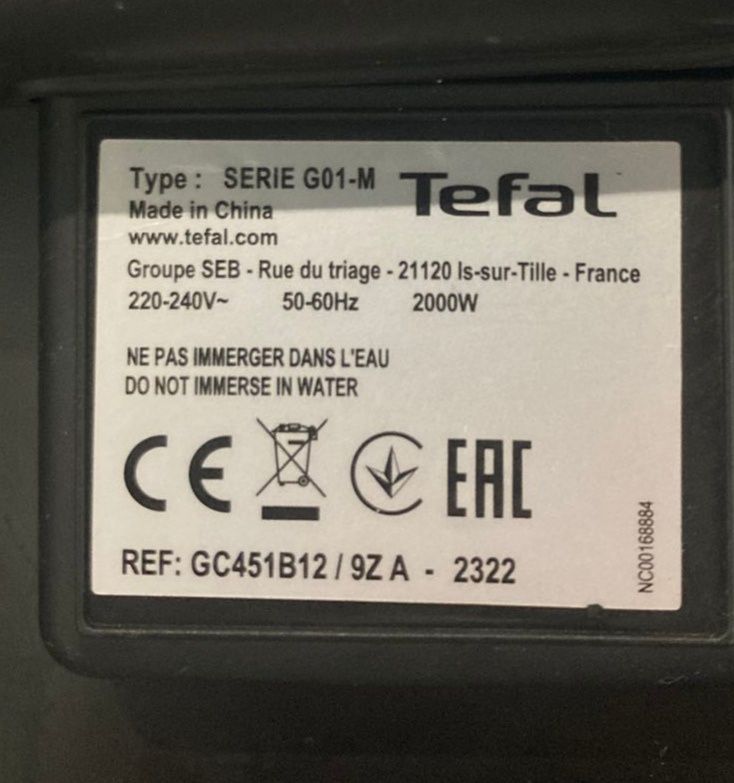 Type : SERIE G01-M
Tefal
Made in China
www.tefal.com
Groupe SEB - Rue du triage - 21120 Is-sur-Tille - France
220-240V~ 50-60Hz 2000W
NE PAS IMMERGER DANS L'EAU
DO NOT IMMERSE IN WATER
CE EAC
REF: GC451B12 / 9Z A - 2322
NC00168884